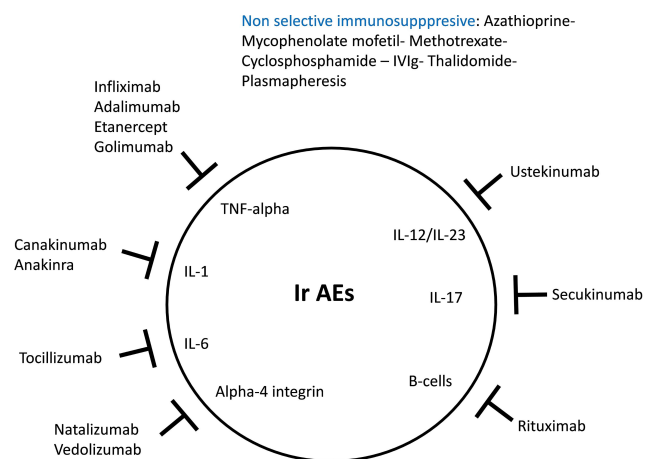 Non selective immunosupppresive: Azathioprine-
Mycophenolate mofetil- Methotrexate-
Cyclosphosphamide – IVIg- Thalidomide-
Plasmapheresis
Infliximab
Adalimumab
Etanercept
Golimumab
Ustekinumab
TNF-alpha
IL-12/IL-23
Canakinumab
Anakinra
IL-1
Ir AEs
IL-17
Secukinumab
IL-6
Tocillizumab
Alpha-4 integrin
B-cells
Natalizumab
Vedolizumab
Rituximab